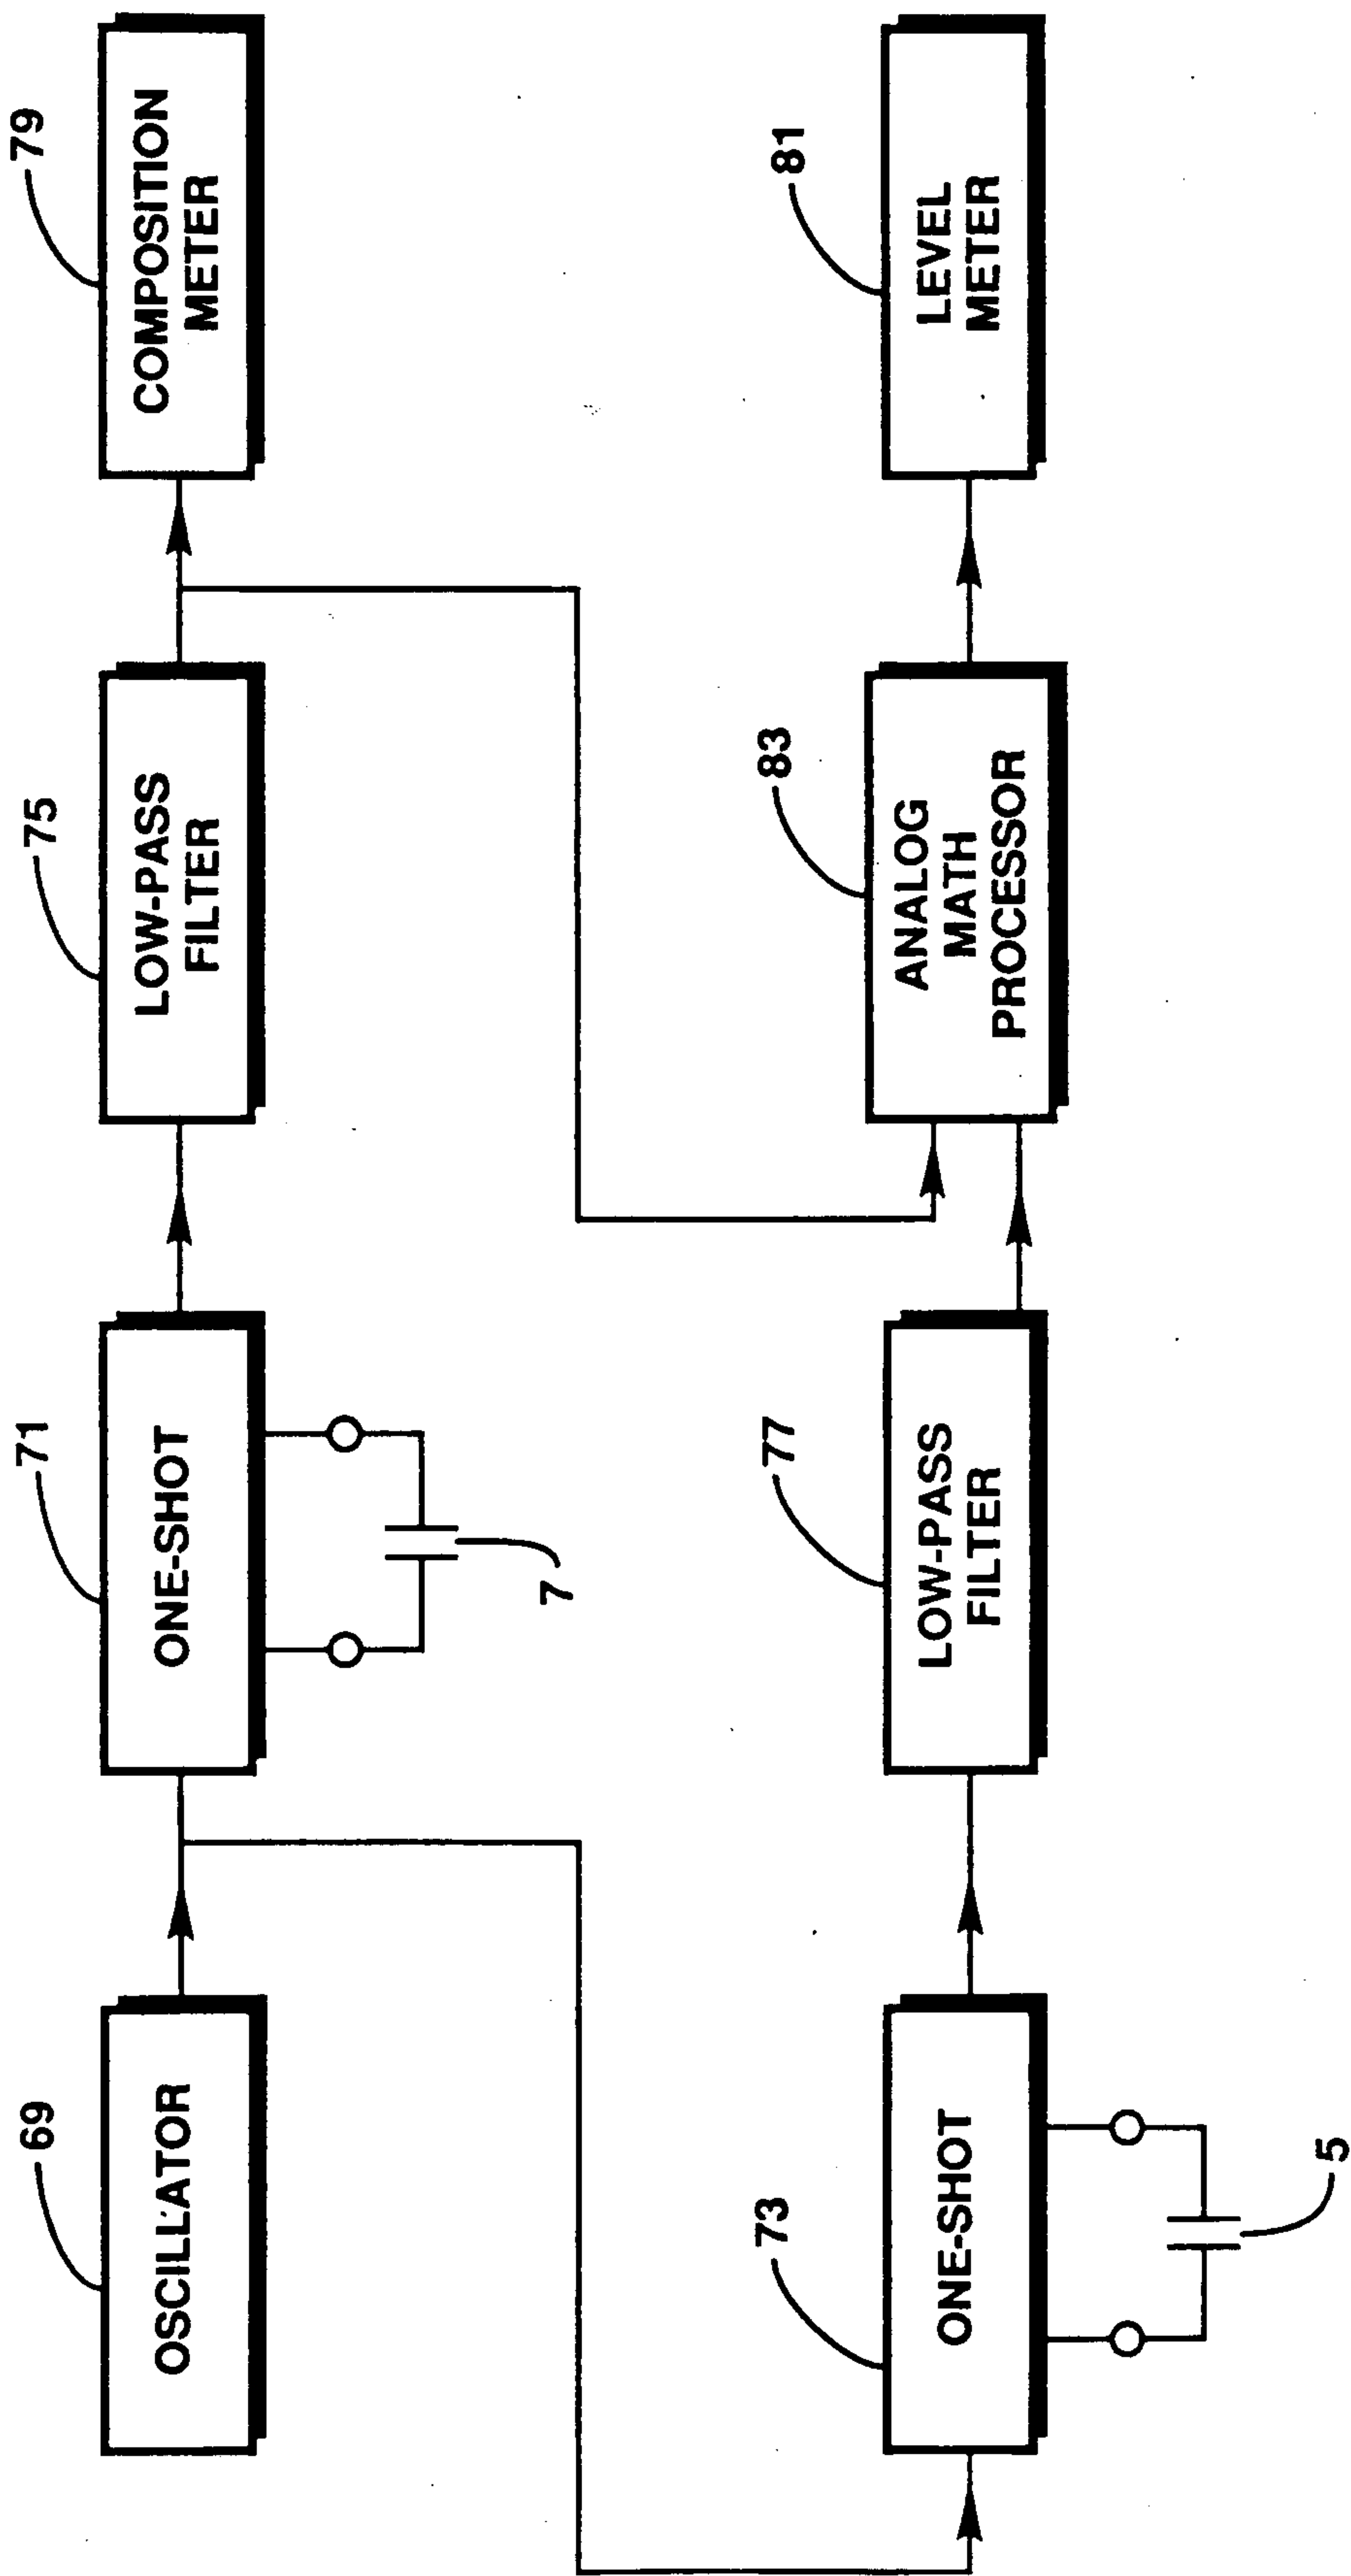 69
OSCILLATOR
71
ONE-SHOT
7
75
LOW-PASS
FILTER
79
COMPOSITION
METER
73
ONE-SHOT
5
77
LOW-PASS
FILTER
83
ANALOG
MATH
PROCESSOR
81
LEVEL
METER